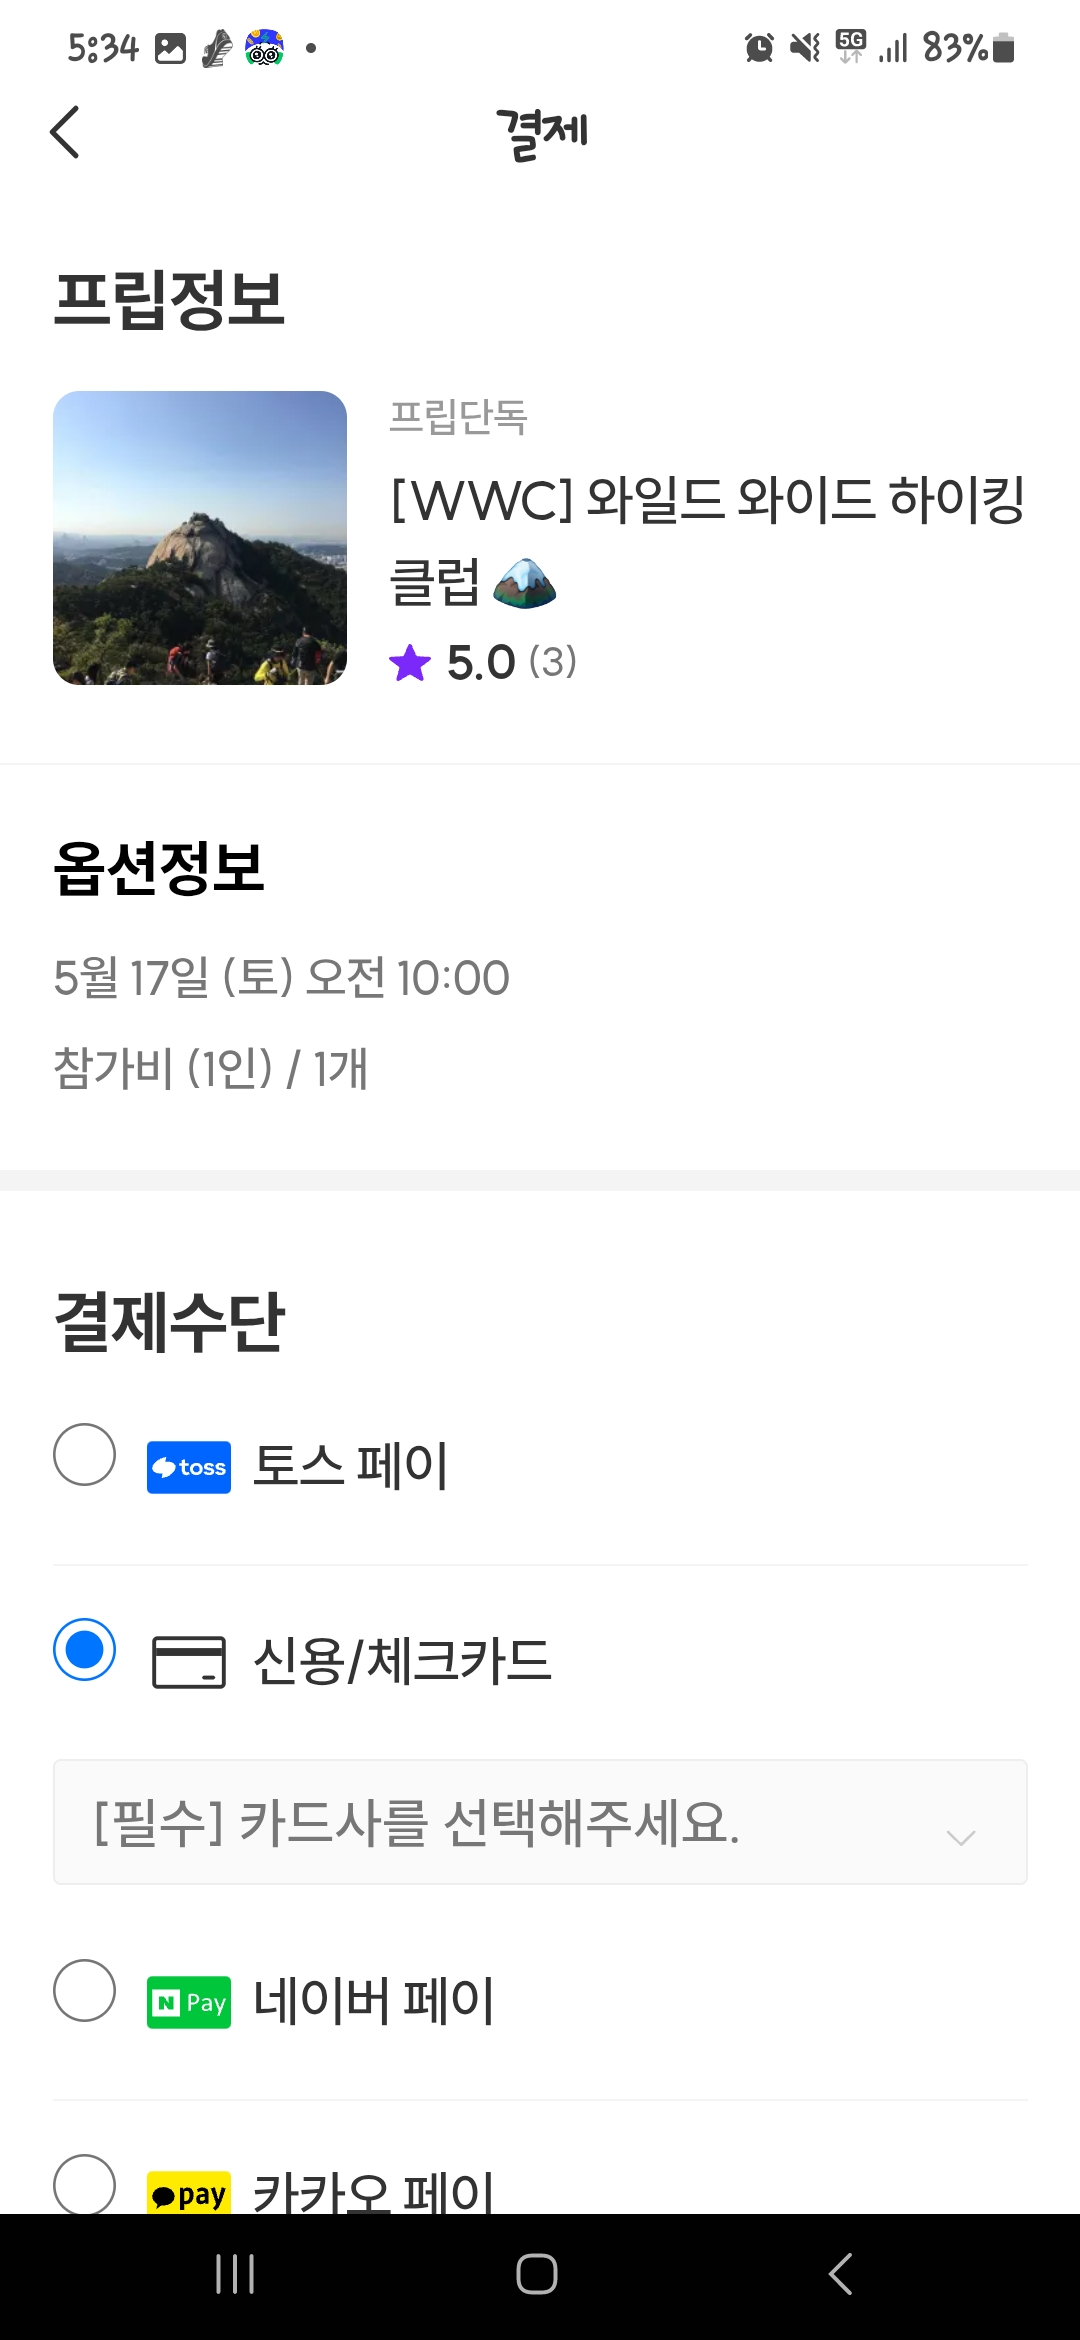 5:34
5G
83%
결제
프립정보
프립단독
[WWC] 와일드 와이드 하이킹
클럽
5.0 (3)
옵션정보
5월 17일 (토) 오전 10:00
참가비 (1인) / 1개
결제수단
toss 토스 페이
신용/체크카드
[필수] 카드사를 선택해주세요.
N Pay 네이버 페이
pay 카카오 페이